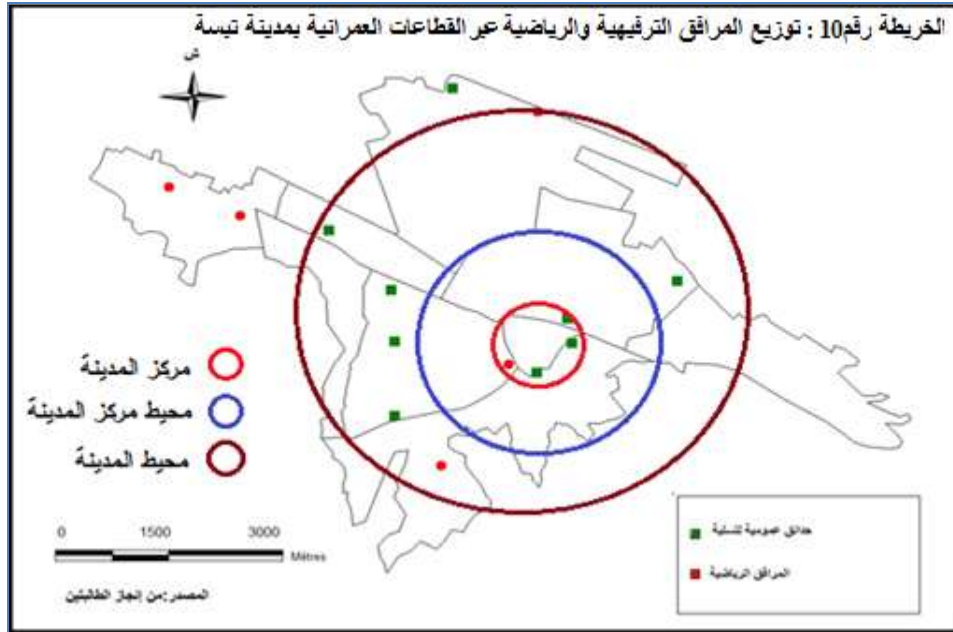 الخريطة رقم10 : توزيع المرافق الترفيهية والرياضية عبر القطاعات العمرانية بمدينة تبسة
ش
مركز المدينة
محيط مركز المدينة
محيط المدينة
0 1500 3000
Mètres
المصدر:من إنجاز الطالبتين
حدائق عمومية للتسلية
المرافق الرياضية